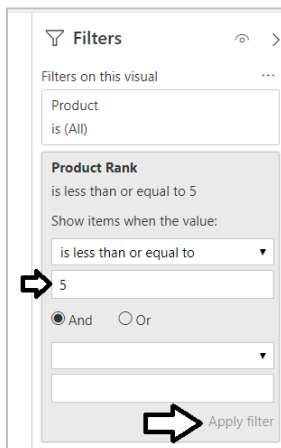 Filters
Filters on this visual
Product
is (All)
Product Rank
is less than or equal to 5
Show items when the value:
is less than or equal to
5
And Or
Apply filter